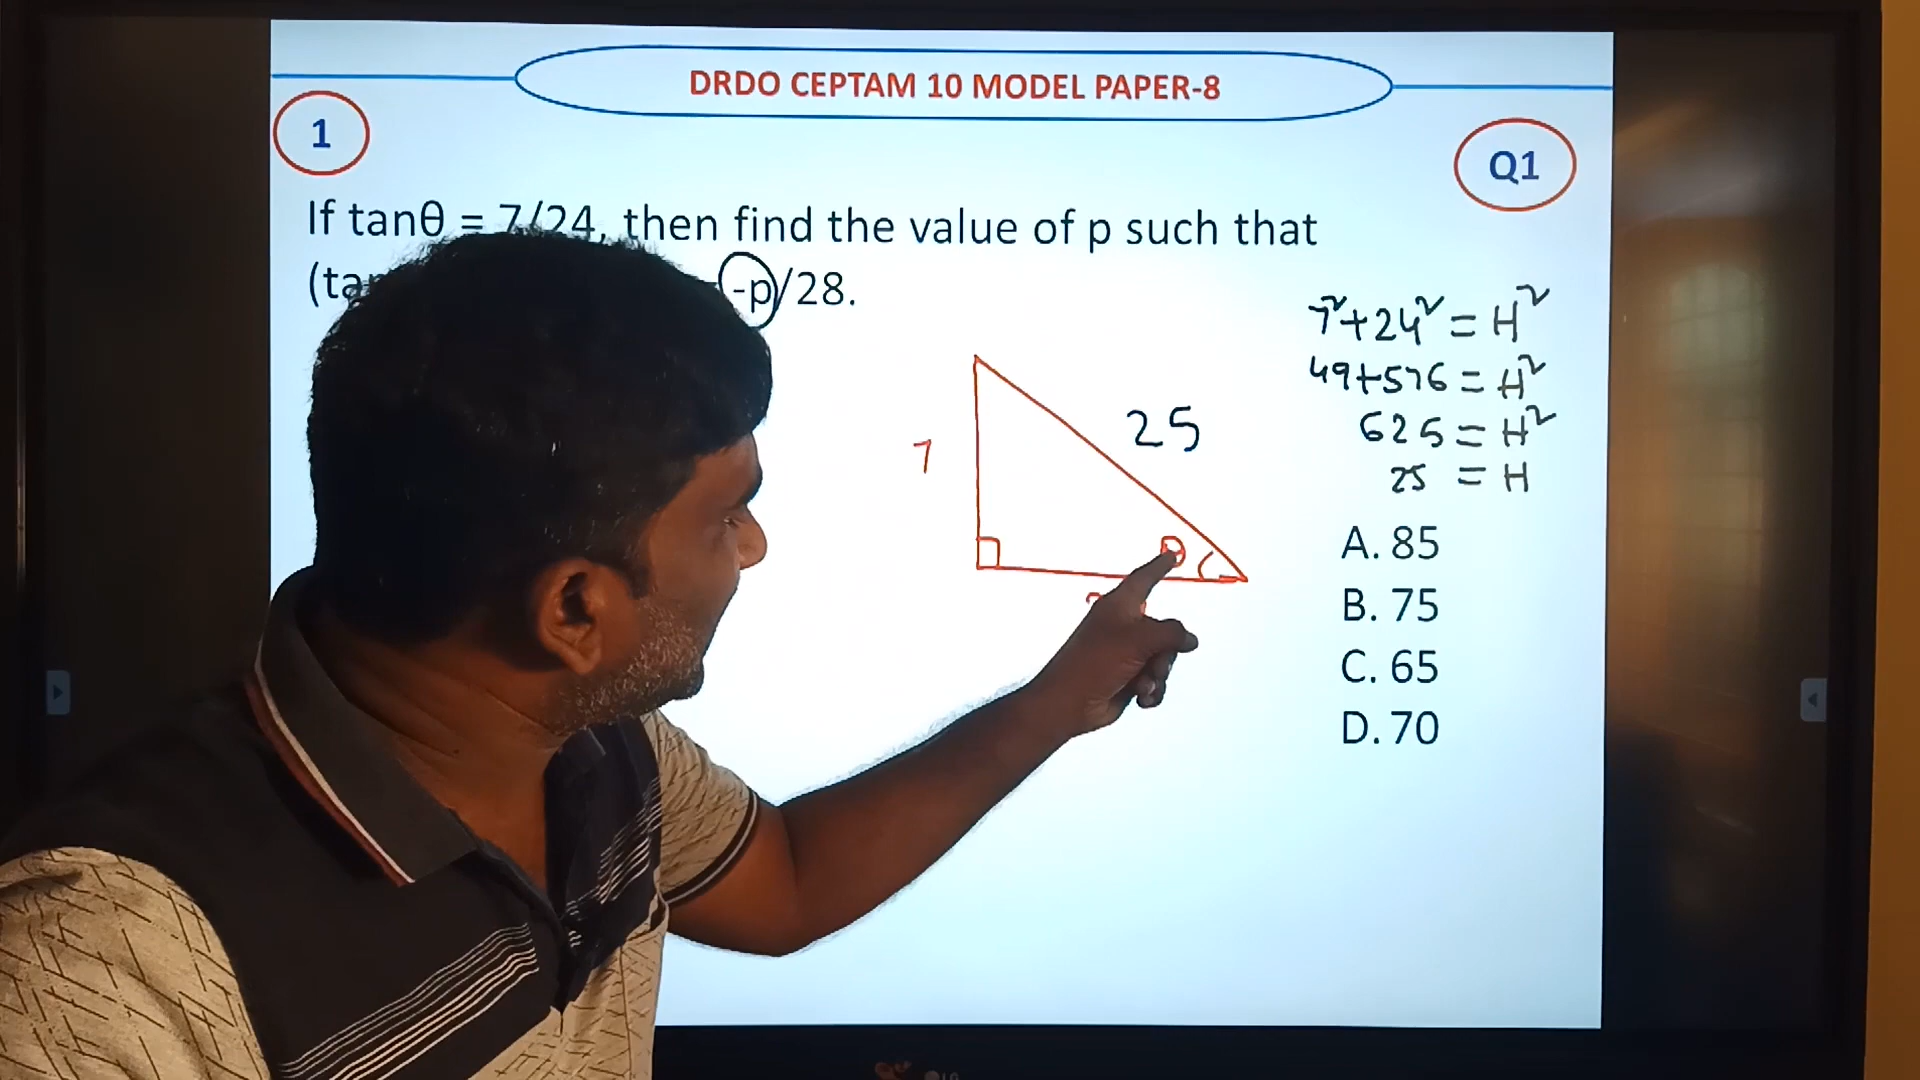 DRDO CEPTAM 10 MODEL PAPER-8
1
Q1
If tanθ = 7/24, then find the value of p such that
-p/28.
7²+24² = H²
49+576 = H²
625 = H²
25 = H
7
25
θ
A. 85
B. 75
C. 65
D. 70